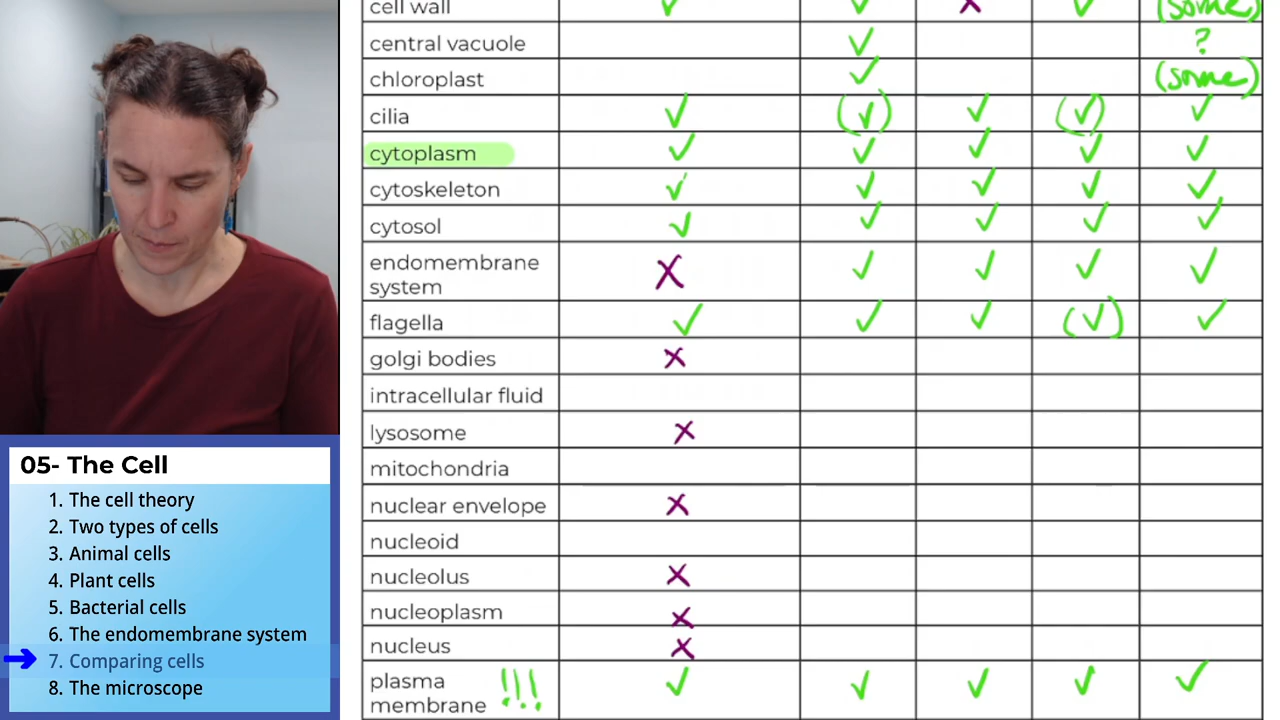 cell wall ✓ ✓ ✗ ✓ (some)
central vacuole ✓ ?
chloroplast ✓ (some)
cilia ✓ (✓) ✓ (✓) ✓
cytoplasm ✓ ✓ ✓ ✓ ✓
cytoskeleton ✓ ✓ ✓ ✓ ✓
cytosol ✓ ✓ ✓ ✓ ✓
endomembrane
system ✗ ✓ ✓ ✓ ✓
flagella ✓ ✓ ✓ (✓) ✓
golgi bodies ✗
intracellular fluid
lysosome ✗
mitochondria
nuclear envelope ✗
nucleoid
nucleolus ✗
nucleoplasm ✗
nucleus ✗
plasma
membrane !!! ✓ ✓ ✓ ✓ ✓
05- The Cell
1. The cell theory
2. Two types of cells
3. Animal cells
4. Plant cells
5. Bacterial cells
6. The endomembrane system
7. Comparing cells
8. The microscope